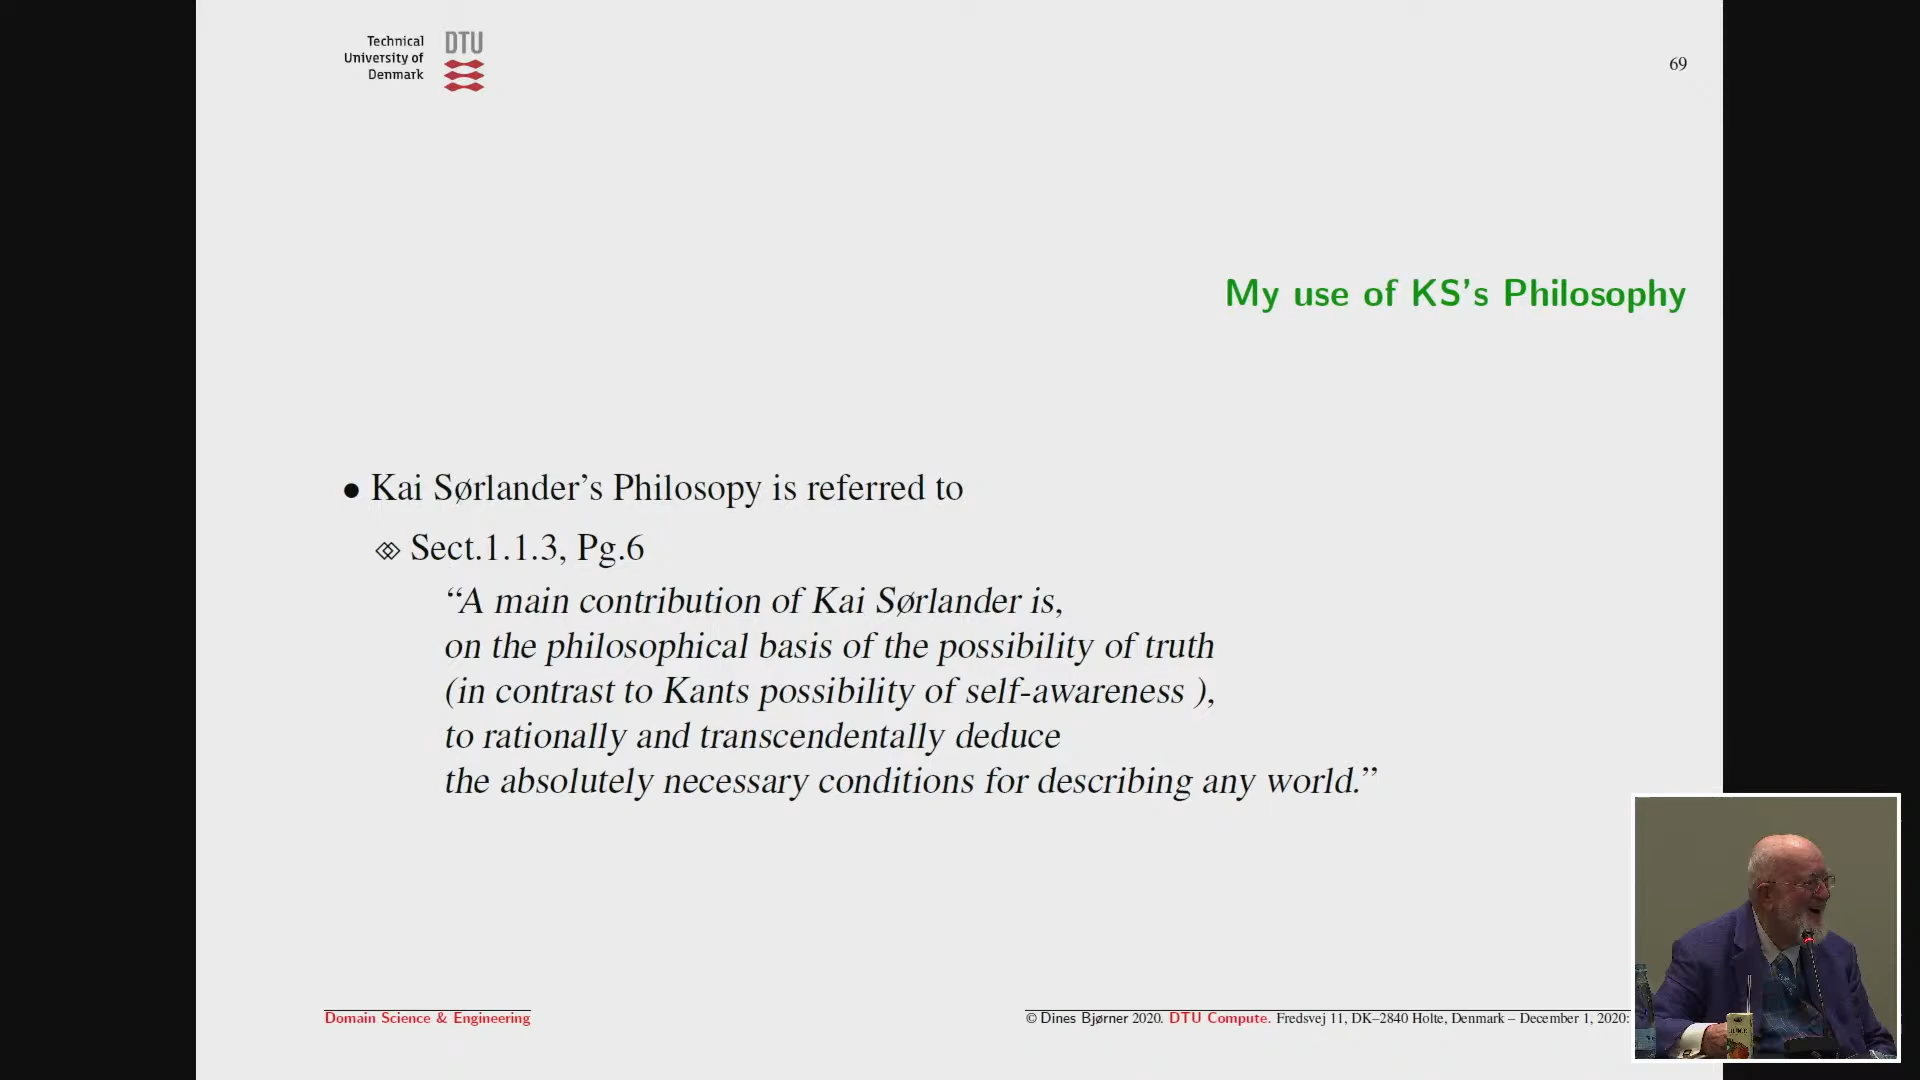 Technical
University of
Denmark
DTU
69
My use of KS’s Philosophy
• Kai Sørlander’s Philosopy is referred to
Sect.1.1.3, Pg.6
“A main contribution of Kai Sørlander is,
on the philosophical basis of the possibility of truth
(in contrast to Kants possibility of self-awareness ),
to rationally and transcendentally deduce
the absolutely necessary conditions for describing any world.”
Domain Science & Engineering
© Dines Bjørner 2020. DTU Compute. Fredsvej 11, DK–2840 Holte, Denmark – December 1, 2020: